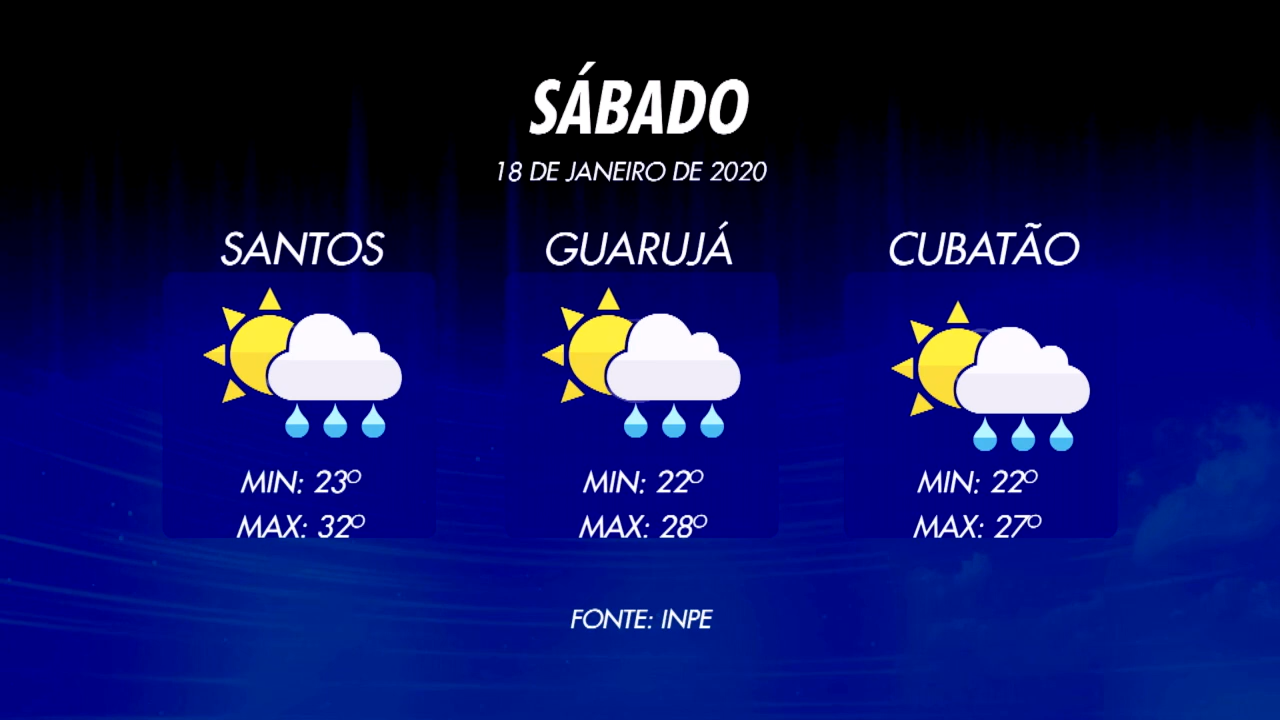 SÁBADO
18 DE JANEIRO DE 2020
SANTOS
MIN: 23º
MAX: 32º
GUARUJÁ
MIN: 22º
MAX: 28º
CUBATÃO
MIN: 22º
MAX: 27º
FONTE: INPE